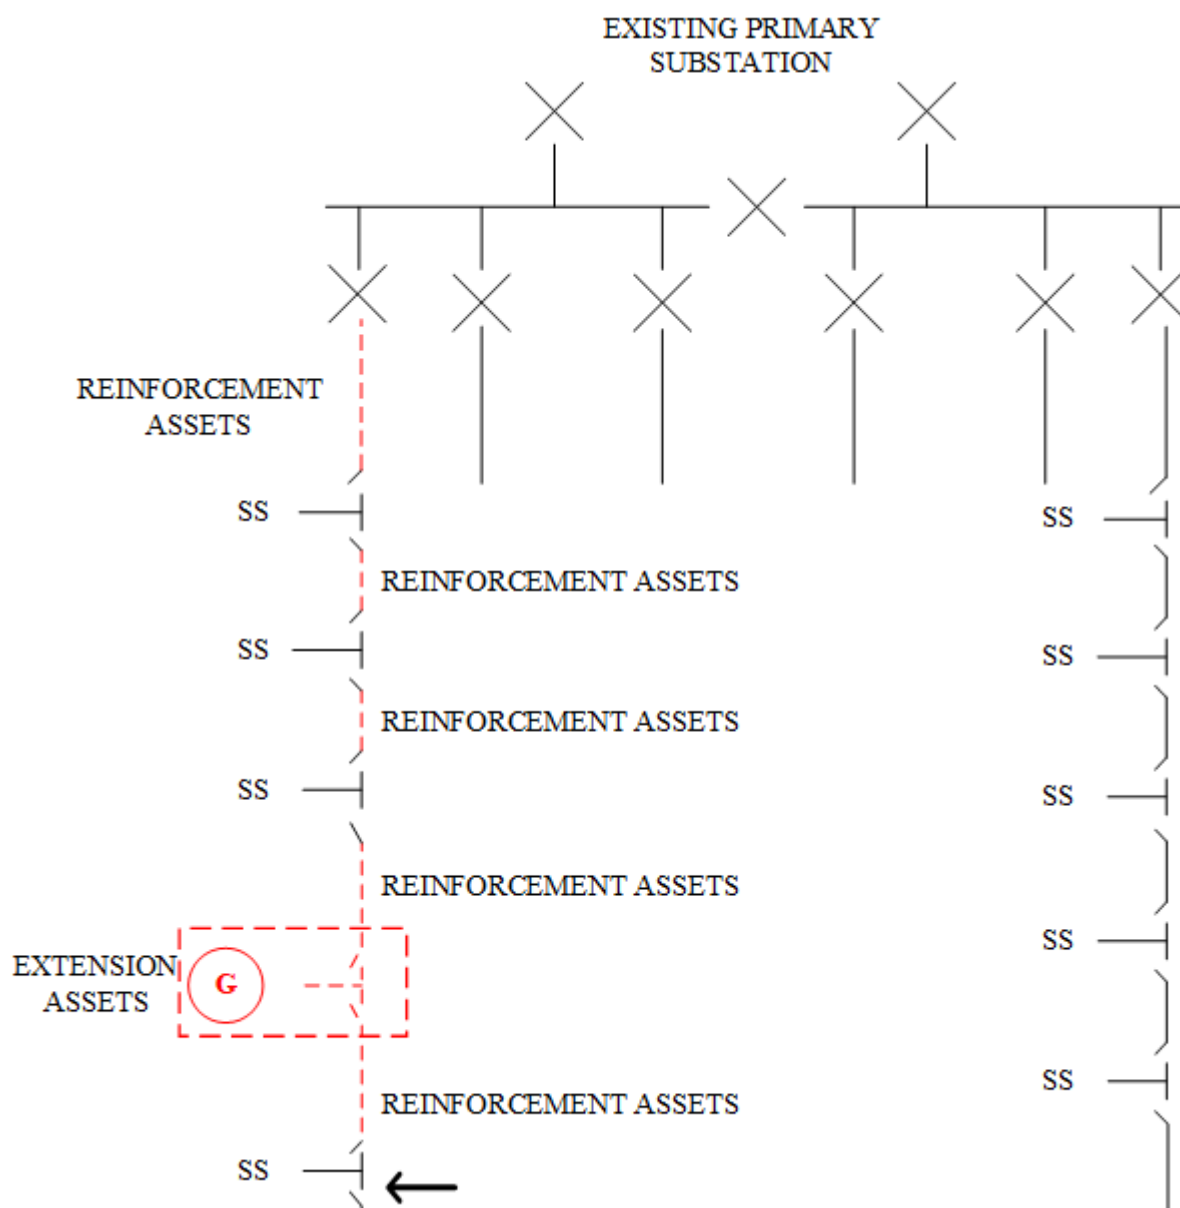 EXISTING PRIMARY
SUBSTATION
REINFORCEMENT
ASSETS
SS
SS
REINFORCEMENT ASSETS
SS
SS
REINFORCEMENT ASSETS
SS
SS
REINFORCEMENT ASSETS
SS
EXTENSION
ASSETS
G
SS
REINFORCEMENT ASSETS
SS